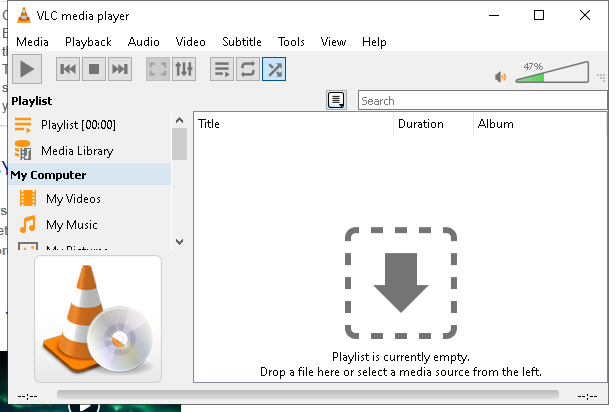 VLC media player
Media Playback Audio Video Subtitle Tools View Help
47%
Playlist
Search
Playlist [00:00]
Title Duration Album
Media Library
My Computer
My Videos
My Music
My Pictures
Playlist is currently empty.
Drop a file here or select a media source from the left.
--:-- --:--